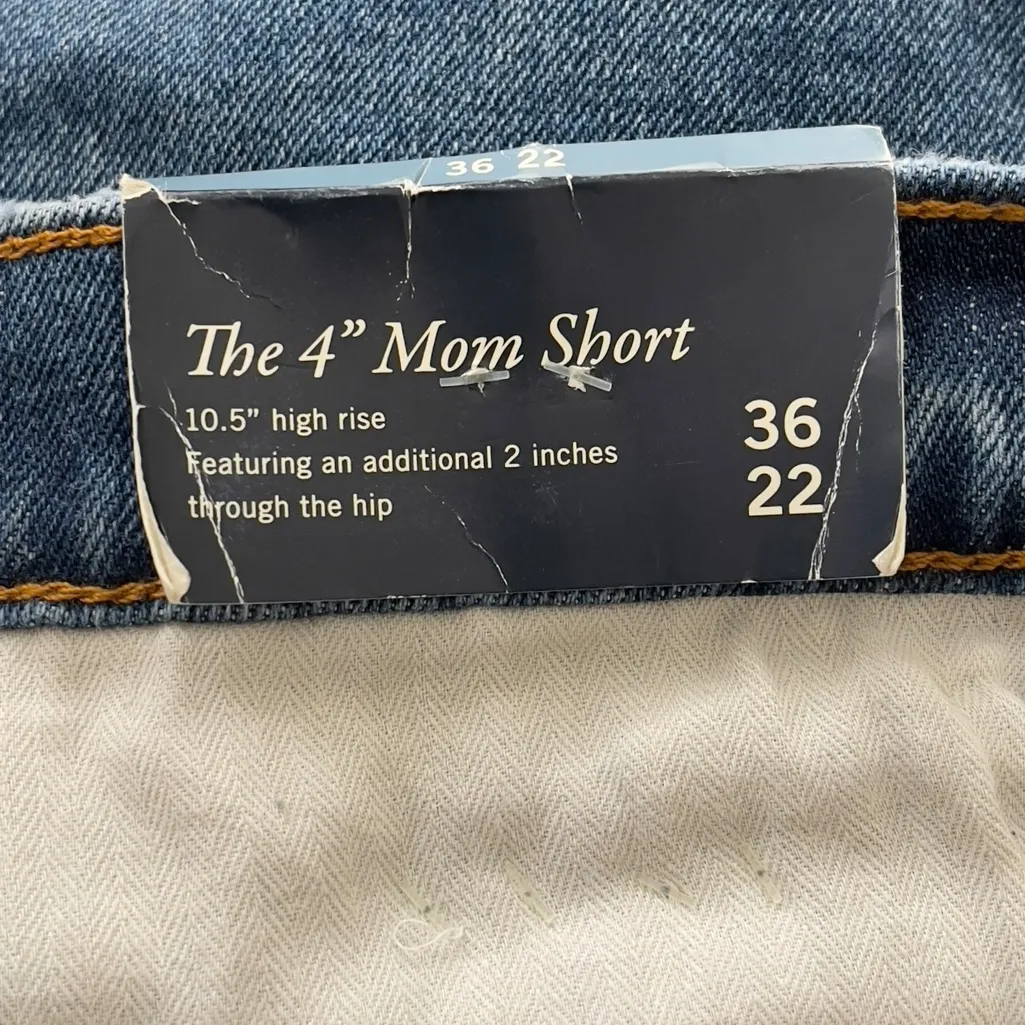 36 22
The 4” Mom Short
10.5” high rise
Featuring an additional 2 inches
through the hip
36
22